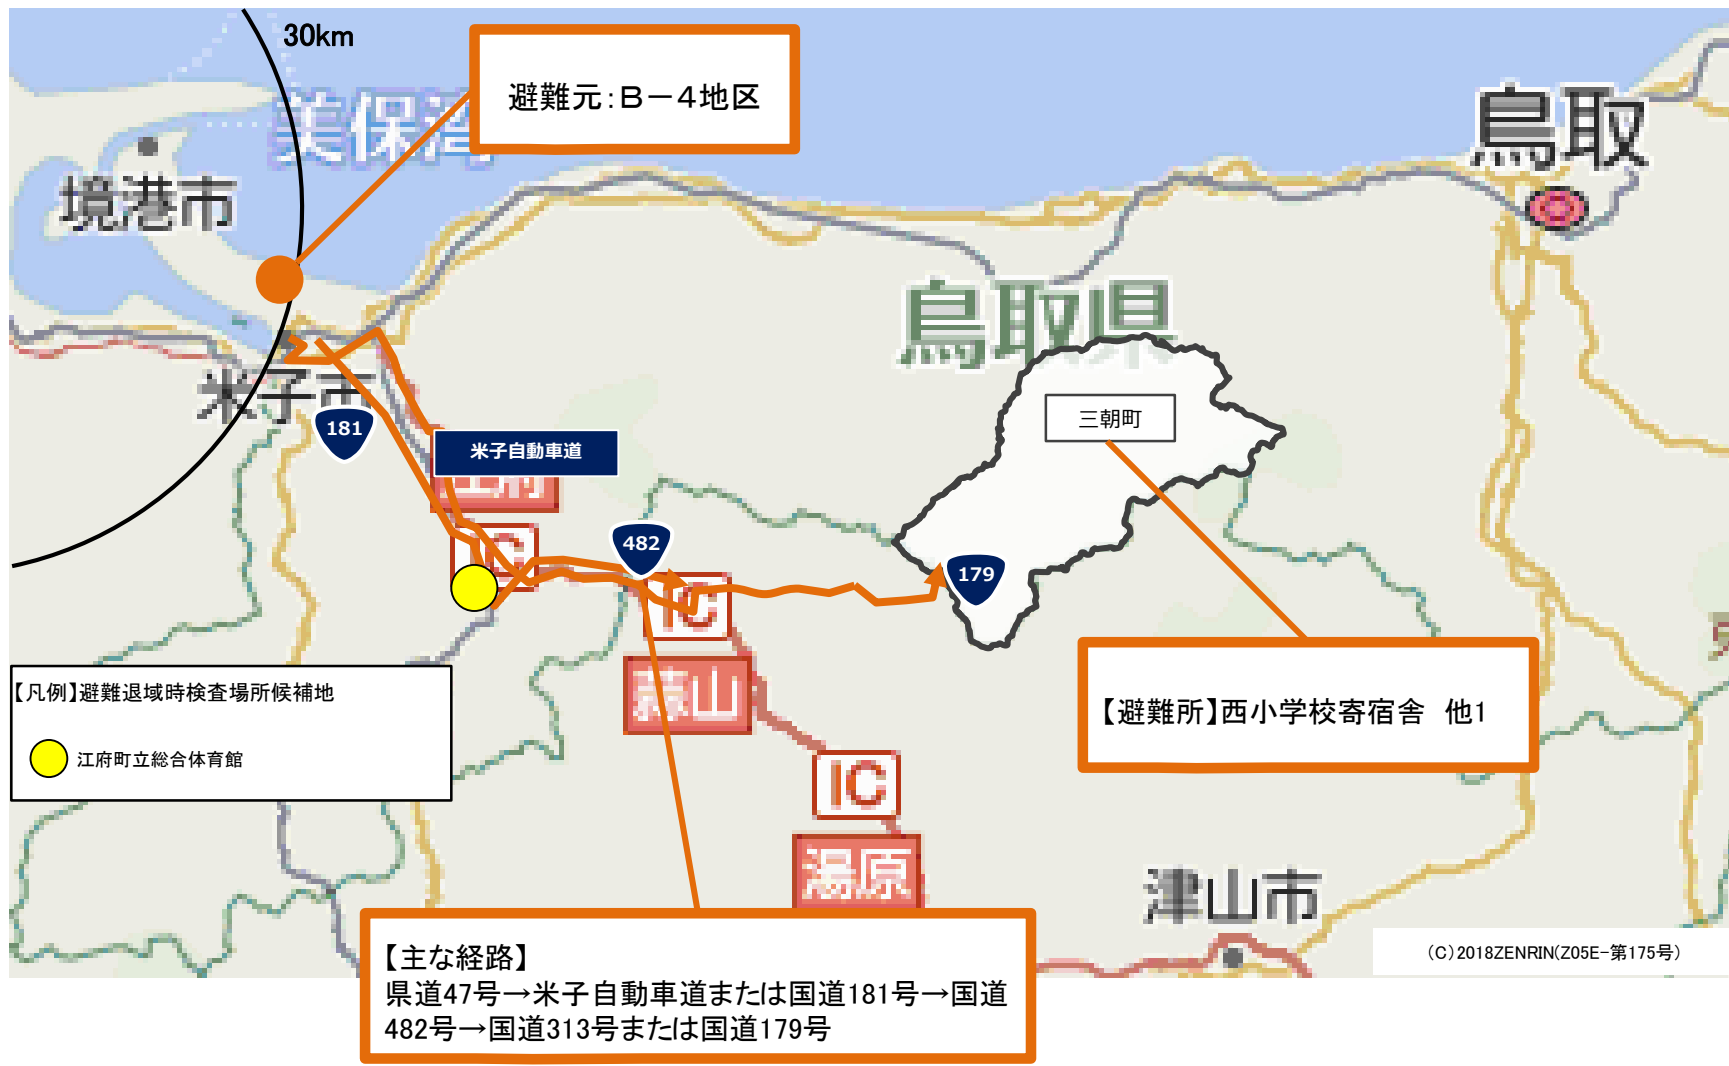 30km
避難元:B-4地区
美保湾
鳥取
境港市
鳥取県
米子市
三朝町
181
米子自動車道
江府
IC
482
179
IC
蒜山
【避難所】西小学校寄宿舎　他1
【凡例】避難退域時検査場所候補地
江府町立総合体育館
IC
湯原
津山市
【主な経路】
県道47号→米子自動車道または国道181号→国道
482号→国道313号または国道179号
(C)2018ZENRIN(Z05E-第175号)